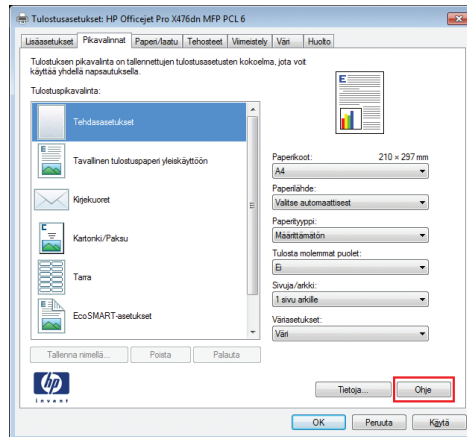 Tulostusasetukset: HP Officejet Pro X476dn MFP PCL 6
Lisäasetukset Pikavalinnat Paperi/laatu Tehosteet Viimeistely Väri Huolto
Tulostuksen pikavalinta on tallennettujen tulostusasetusten kokoelma, jota voit
käyttää yhdellä napsautuksella.
Tulostuspikavalinta:
Tehdasasetukset
Tavallinen tulostuspaperi yleiskäyttöön
Kirjekuoret
Kartonki/Paksu
Tarra
EcoSMART-asetukset
Tallenna nimellä... Poista Palauta
Paperikoot: 210 × 297 mm
A4
Paperilähde:
Valitse automaattisest
Paperityyppi:
Määrittämätön
Tulosta molemmat puolet:
Ei
Sivuja/arkki:
1 sivu arkille
Väriasetukset:
Väri
hp
invent
Tietoja... Ohje
OK Peruuta Käytä